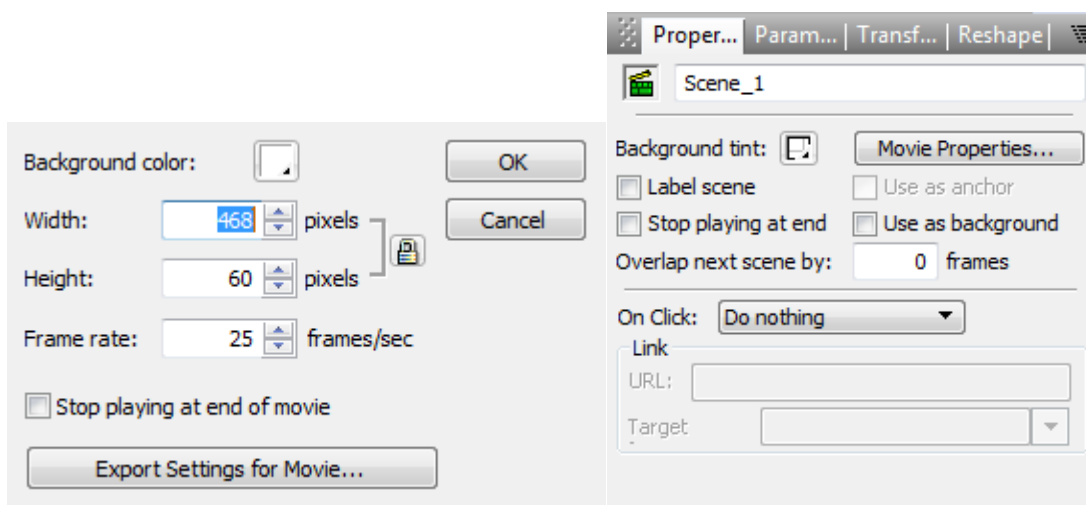 Background color:
OK
Width: 468 pixels
Cancel
Height: 60 pixels
Frame rate: 25 frames/sec
Stop playing at end of movie
Export Settings for Movie...
Proper... Param... Transf... Reshape
Scene_1
Background tint: Movie Properties...
Label scene Use as anchor
Stop playing at end Use as background
Overlap next scene by: 0 frames
On Click: Do nothing
Link
URL:
Target